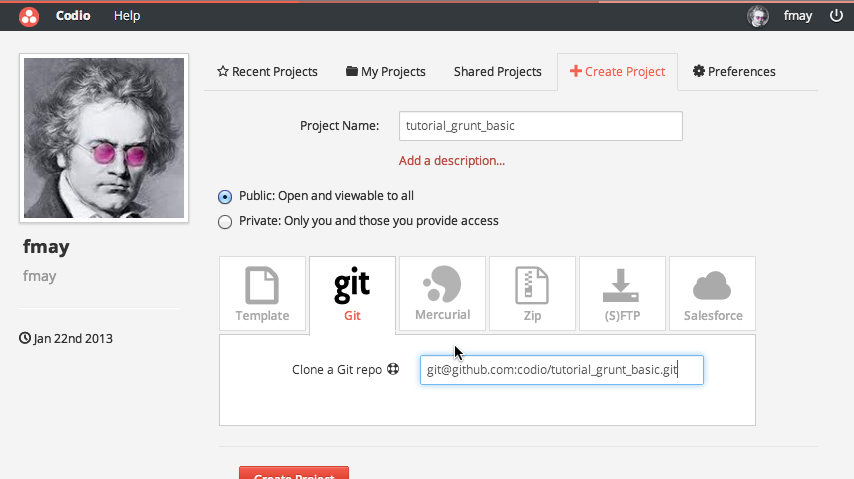 Codio Help fmay
Recent Projects My Projects Shared Projects Create Project Preferences
Project Name: tutorial_grunt_basic
Add a description...
Public: Open and viewable to all
Private: Only you and those you provide access
fmay
fmay
Jan 22nd 2013
git
Template Git Mercurial Zip (S)FTP Salesforce
Clone a Git repo git@github.com:codio/tutorial_grunt_basic.git
Create Project